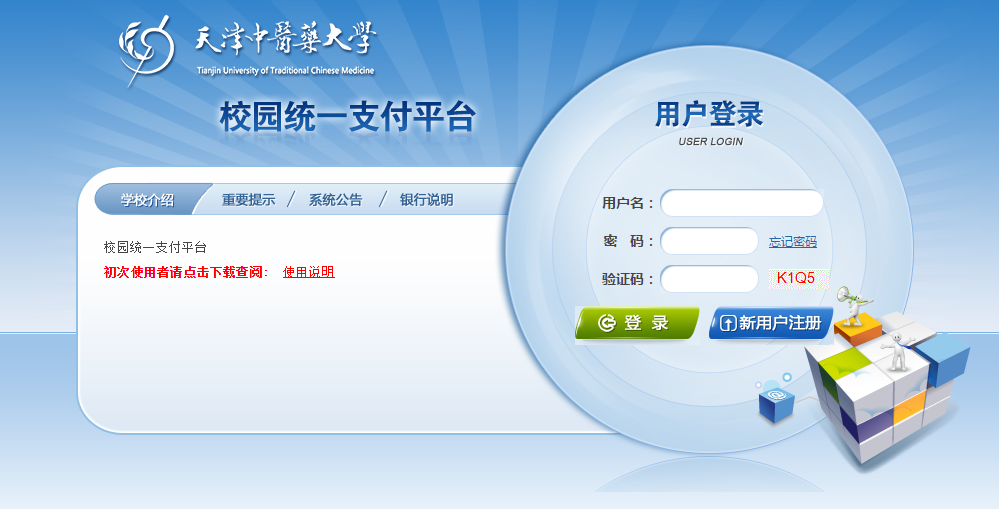 天津中醫藥大學
Tianjin University of Traditional Chinese Medicine
校园统一支付平台
学校介绍 / 重要提示 / 系统公告 / 银行说明
校园统一支付平台
初次使用者请点击下载查阅： 使用说明
用户登录
USER LOGIN
用户名：
密 码： 忘记密码
验证码： K1Q5
登 录 新用户注册
@